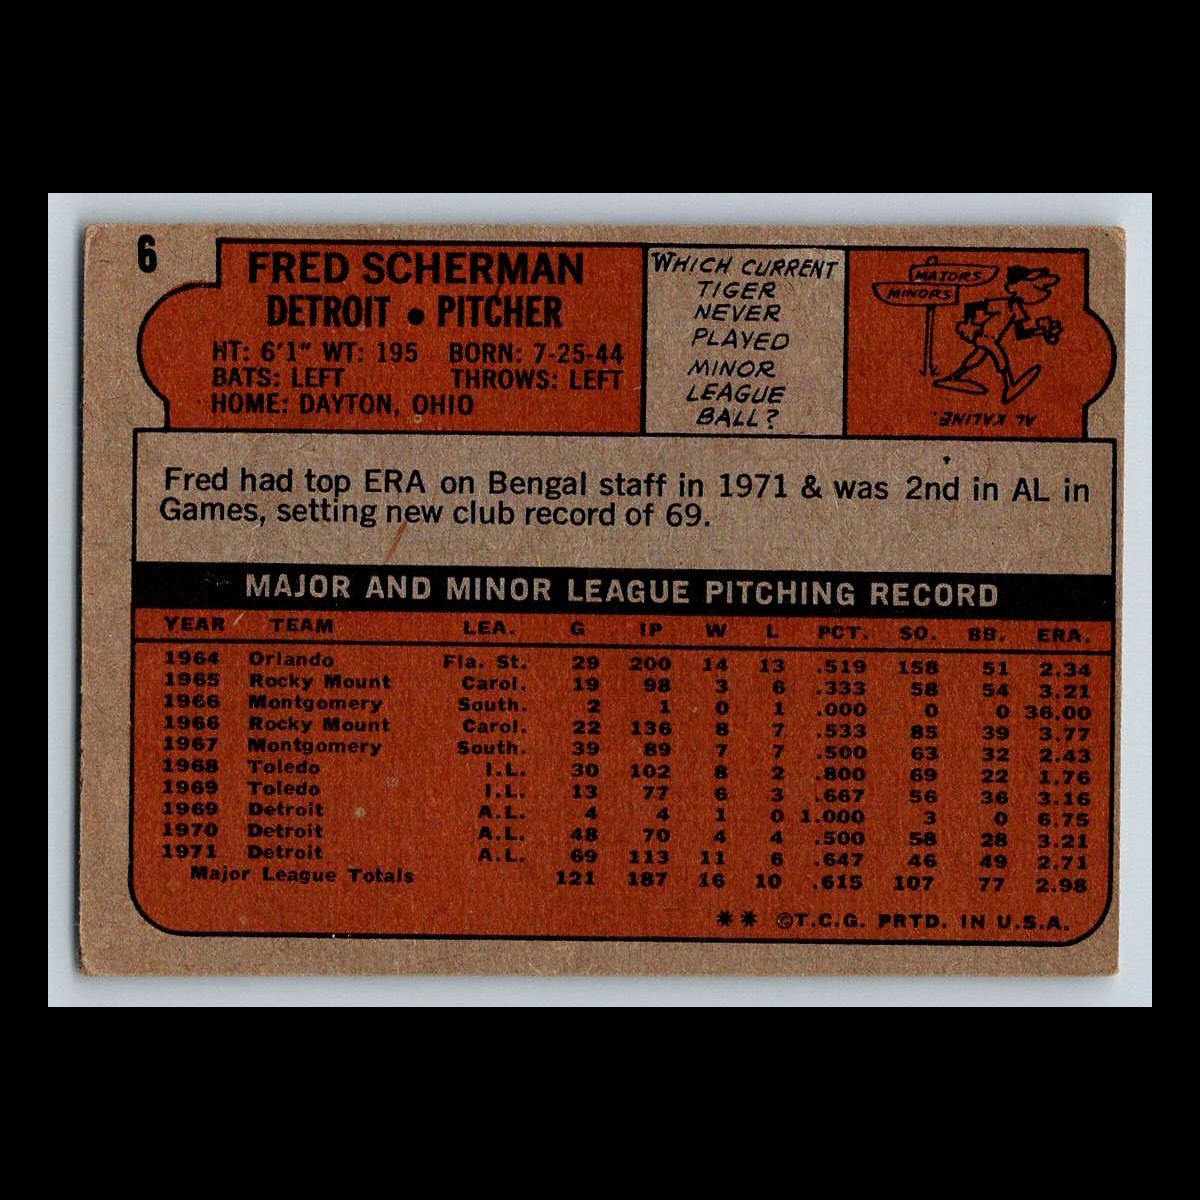 6
FRED SCHERMAN
DETROIT • PITCHER
HT: 6'1" WT: 195 BORN: 7-25-44
BATS: LEFT THROWS: LEFT
HOME: DAYTON, OHIO
WHICH CURRENT
TIGER
NEVER
PLAYED
MINOR
LEAGUE
BALL?
MAJORS
MINORS
AL KALINE.
Fred had top ERA on Bengal staff in 1971 & was 2nd in AL in
Games, setting new club record of 69.
MAJOR AND MINOR LEAGUE PITCHING RECORD
YEAR TEAM LEA. G IP W L PCT. SO. BB. ERA.
1964 Orlando Fla. St. 29 200 14 13 .519 158 51 2.34
1965 Rocky Mount Carol. 19 98 3 6 .333 58 54 3.21
1966 Montgomery South. 2 1 0 1 .000 0 0 36.00
1966 Rocky Mount Carol. 22 136 8 7 .533 85 39 3.77
1967 Montgomery South. 39 89 7 7 .500 63 32 2.43
1968 Toledo I.L. 30 102 8 2 .800 69 22 1.76
1969 Toledo I.L. 13 77 6 3 .667 56 36 3.16
1969 Detroit A.L. 4 4 1 0 1.000 3 0 6.75
1970 Detroit A.L. 48 70 4 4 .500 58 28 3.21
1971 Detroit A.L. 69 113 11 6 .647 46 49 2.71
Major League Totals 121 187 16 10 .615 107 77 2.98
** ©T.C.G. PRTD. IN U.S.A.